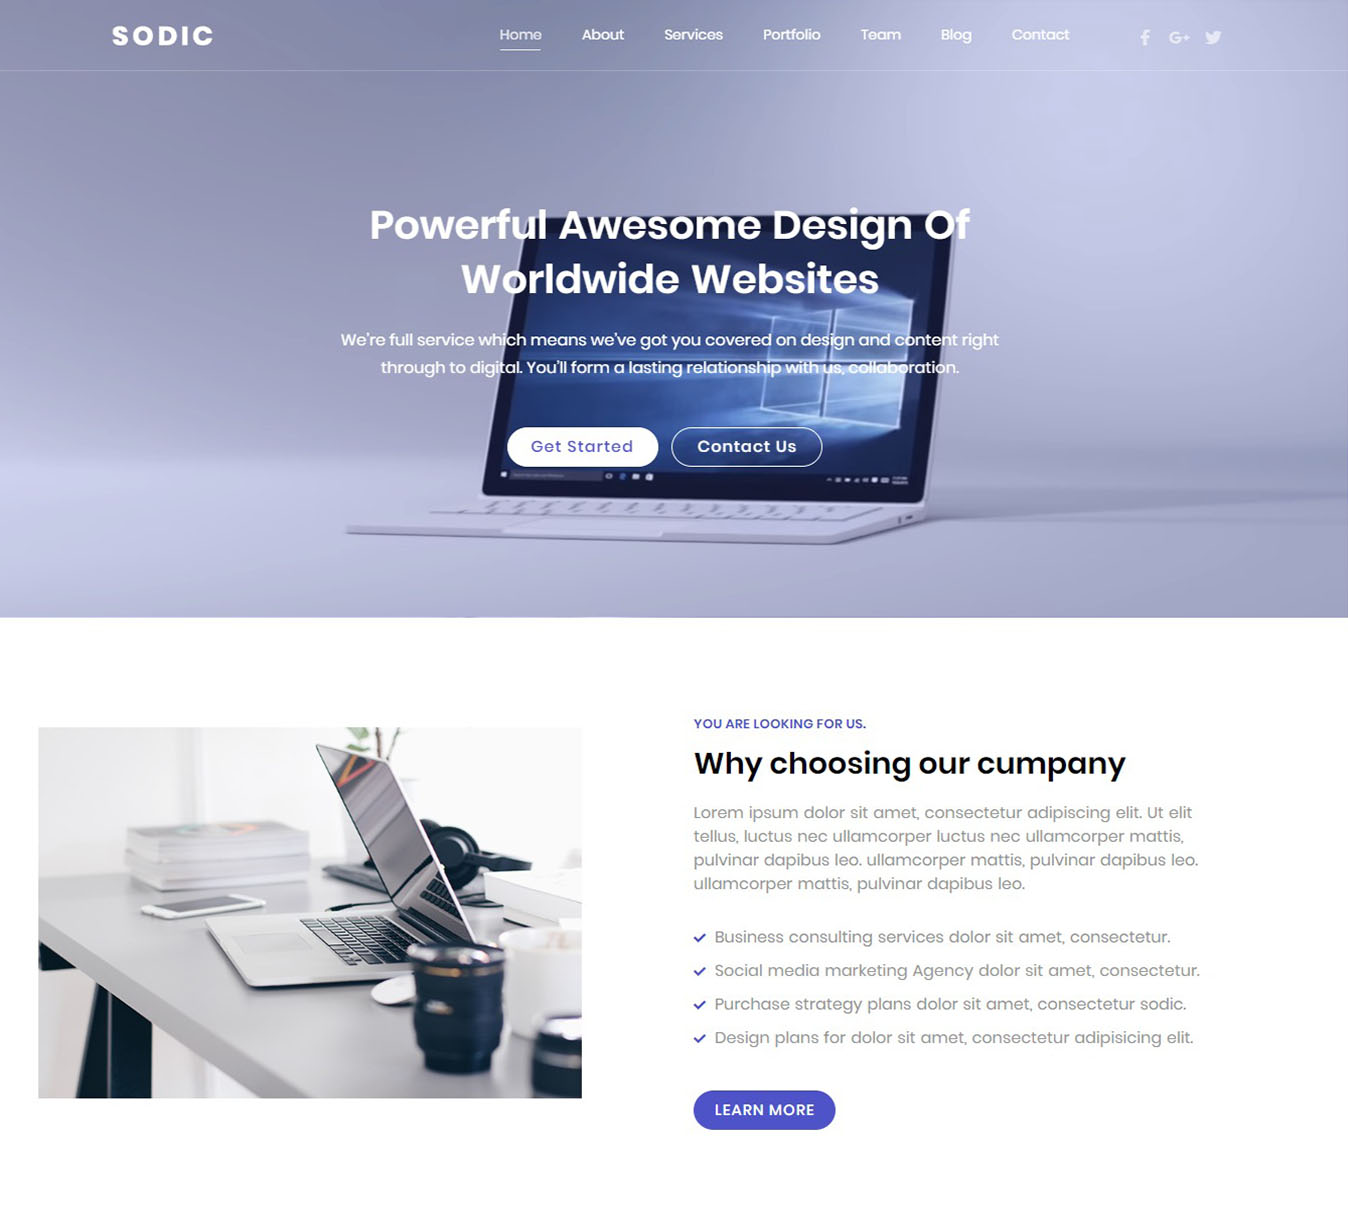 SODIC
Home About Services Portfolio Team Blog Contact
Powerful Awesome Design Of
Worldwide Websites
We're full service which means we've got you covered on design and content right
through to digital. You'll form a lasting relationship with us, collaboration.
Get Started Contact Us
YOU ARE LOOKING FOR US.
Why choosing our cumpany
Lorem ipsum dolor sit amet, consectetur adipiscing elit. Ut elit
tellus, luctus nec ullamcorper luctus nec ullamcorper mattis,
pulvinar dapibus leo. ullamcorper mattis, pulvinar dapibus leo.
ullamcorper mattis, pulvinar dapibus leo.
Business consulting services dolor sit amet, consectetur.
Social media marketing Agency dolor sit amet, consectetur.
Purchase strategy plans dolor sit amet, consectetur sodic.
Design plans for dolor sit amet, consectetur adipisicing elit.
LEARN MORE